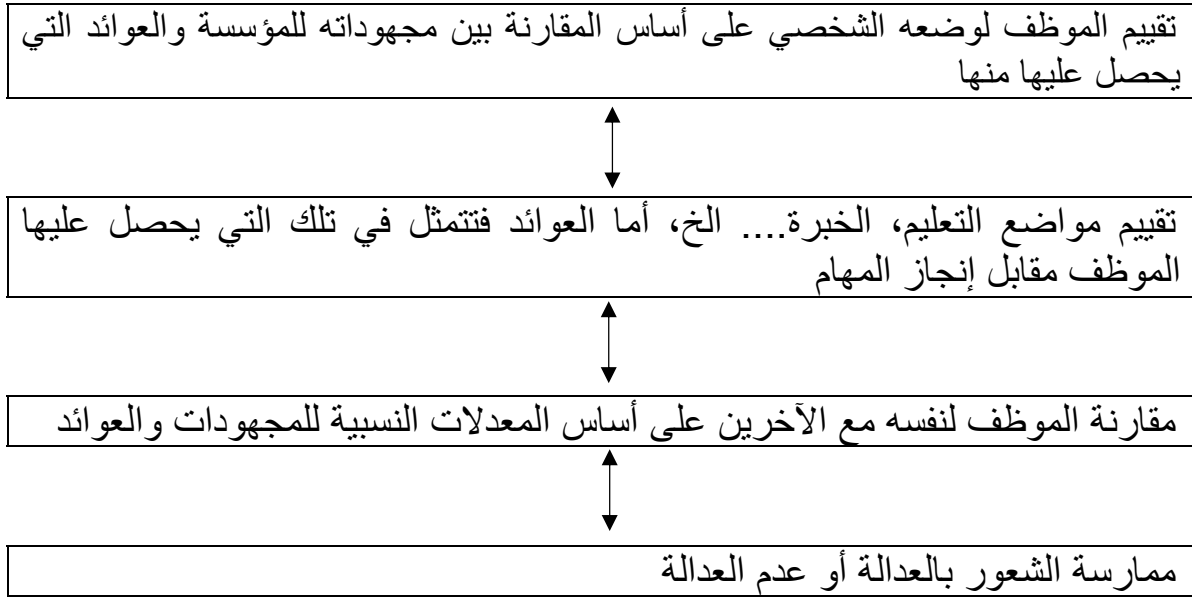 تقييم الموظف لوضعه الشخصي على أساس المقارنة بين مجهوداته للمؤسسة والعوائد التي
يحصل عليها منها
تقييم مواضع التعليم، الخبرة.... الخ، أما العوائد فتتمثل في تلك التي يحصل عليها
الموظف مقابل إنجاز المهام
مقارنة الموظف لنفسه مع الآخرين على أساس المعدلات النسبية للمجهودات والعوائد
ممارسة الشعور بالعدالة أو عدم العدالة